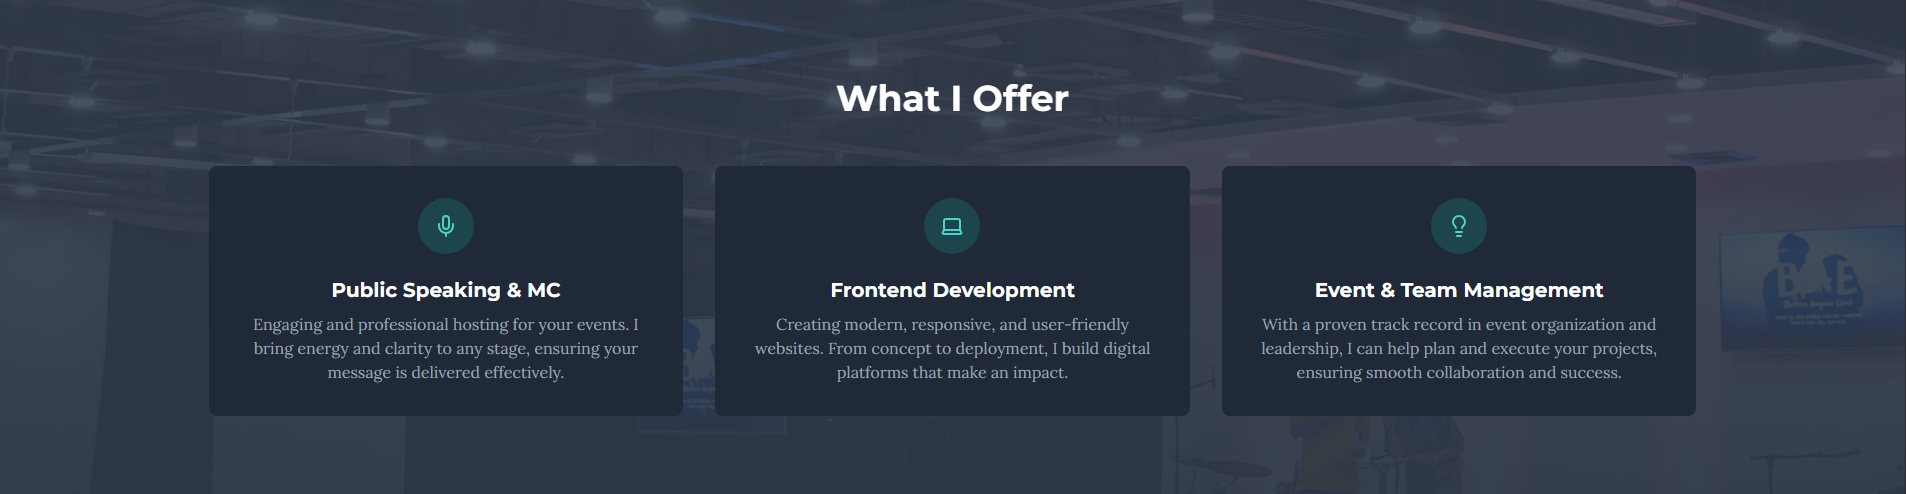 What I Offer
Public Speaking & MC
Engaging and professional hosting for your events. I
bring energy and clarity to any stage, ensuring your
message is delivered effectively.
Frontend Development
Creating modern, responsive, and user-friendly
websites. From concept to deployment, I build digital
platforms that make an impact.
Event & Team Management
With a proven track record in event organization and
leadership, I can help plan and execute your projects,
ensuring smooth collaboration and success.